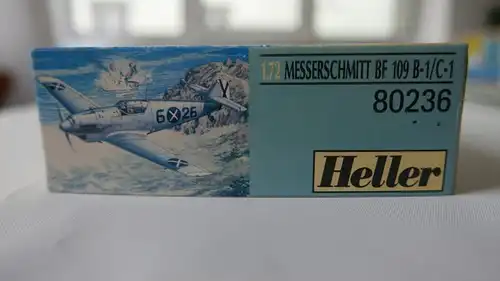 1:72 MESSERSCHMITT BF 109 B-1/C-1
80236
6 26
Heller